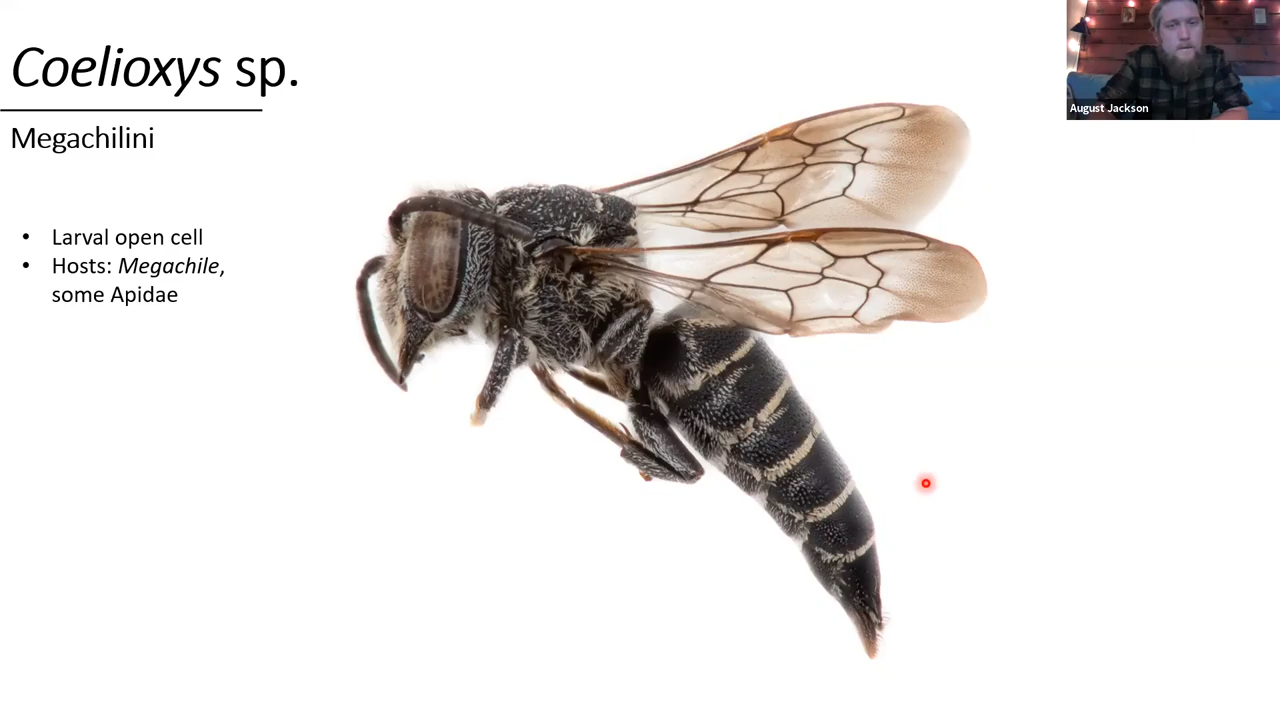 Coelioxys sp.
Megachilini
• Larval open cell
• Hosts: Megachile,
some Apidae
August Jackson